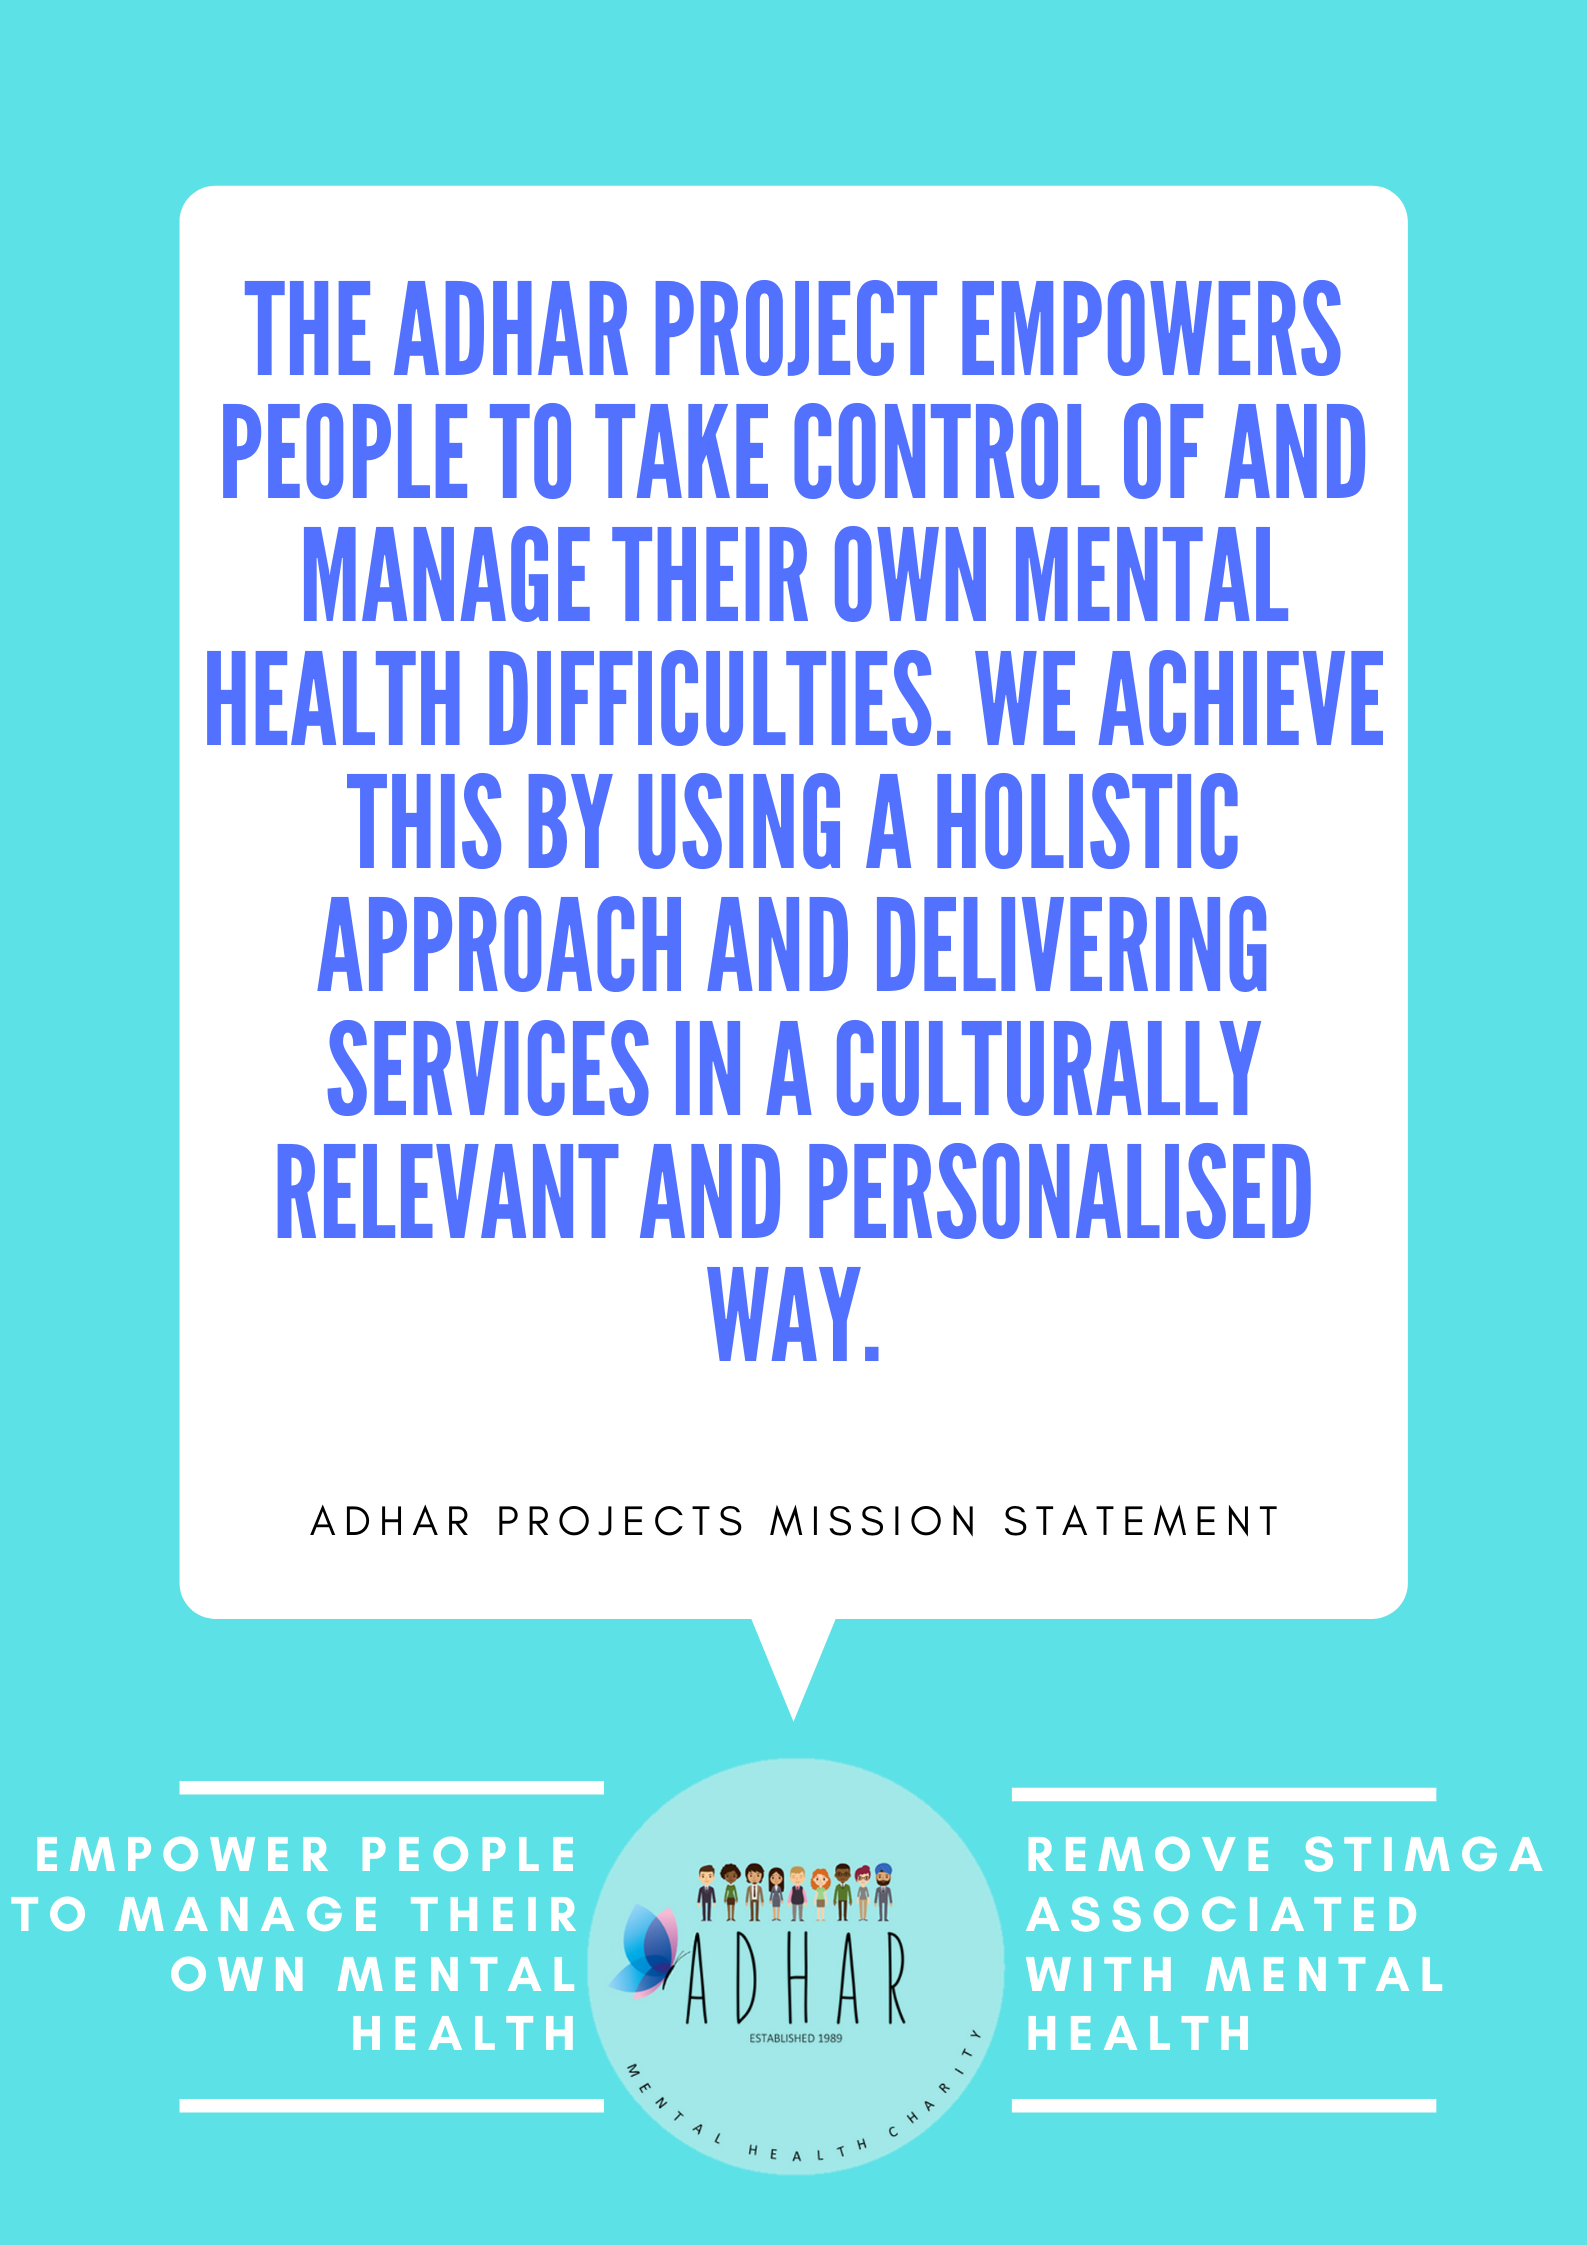 THE ADHAR PROJECT EMPOWERS
PEOPLE TO TAKE CONTROL OF AND
MANAGE THEIR OWN MENTAL
HEALTH DIFFICULTIES. WE ACHIEVE
THIS BY USING A HOLISTIC
APPROACH AND DELIVERING
SERVICES IN A CULTURALLY
RELEVANT AND PERSONALISED
WAY.
ADHAR PROJECTS MISSION STATEMENT
EMPOWER PEOPLE
TO MANAGE THEIR
OWN MENTAL
HEALTH
ADHAR
ESTABLISHED 1989
MENTAL HEALTH CHARITY
REMOVE STIMGA
ASSOCIATED
WITH MENTAL
HEALTH